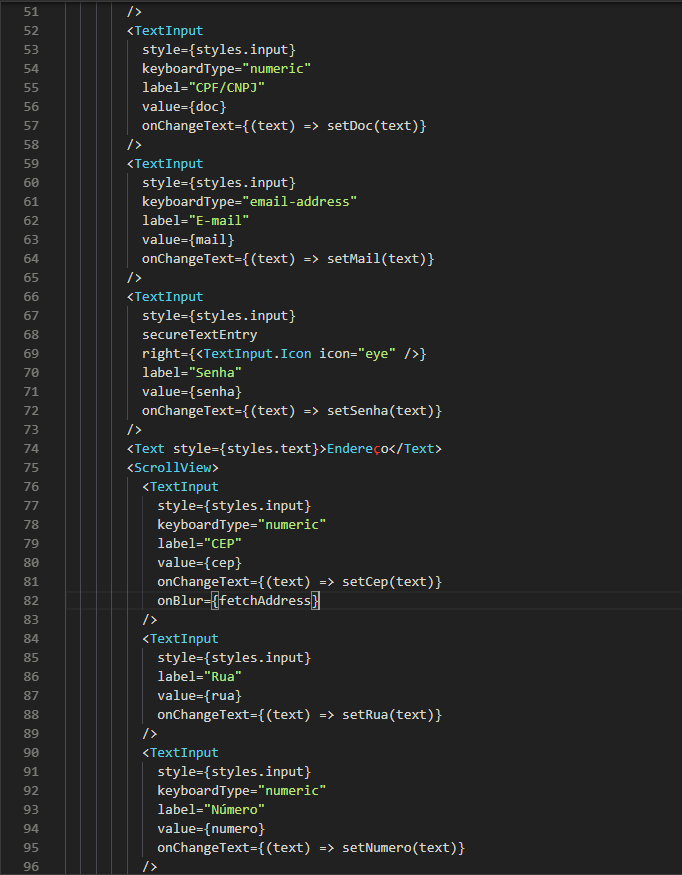 51 />
52 <TextInput
53 style={styles.input}
54 keyboardType="numeric"
55 label="CPF/CNPJ"
56 value={doc}
57 onChangeText={(text) => setDoc(text)}
58 />
59 <TextInput
60 style={styles.input}
61 keyboardType="email-address"
62 label="E-mail"
63 value={mail}
64 onChangeText={(text) => setMail(text)}
65 />
66 <TextInput
67 style={styles.input}
68 secureTextEntry
69 right={<TextInput.Icon icon="eye" />}
70 label="Senha"
71 value={senha}
72 onChangeText={(text) => setSenha(text)}
73 />
74 <Text style={styles.text}>Endereço</Text>
75 <ScrollView>
76 <TextInput
77 style={styles.input}
78 keyboardType="numeric"
79 label="CEP"
80 value={cep}
81 onChangeText={(text) => setCep(text)}
82 onBlur={fetchAddress}
83 />
84 <TextInput
85 style={styles.input}
86 label="Rua"
87 value={rua}
88 onChangeText={(text) => setRua(text)}
89 />
90 <TextInput
91 style={styles.input}
92 keyboardType="numeric"
93 label="Número"
94 value={numero}
95 onChangeText={(text) => setNumero(text)}
96 />